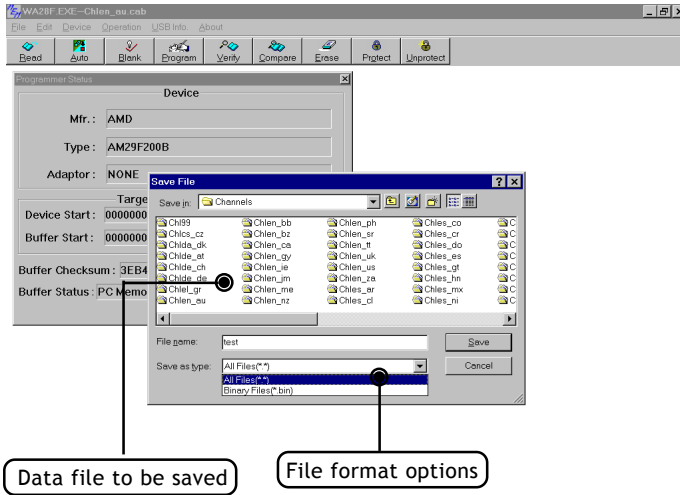 WA28F.EXE-Chlen_au.cab
File Edit Device Operation USB Info. About
Read Auto Blank Program Verify Compare Erase Protect Unprotect
Programmer Status
Device
Mfr. : AMD
Type : AM29F200B
Adaptor : NONE
Targe
Device Start : 0000000
Buffer Start : 0000000
Buffer Checksum : 3EB4
Buffer Status : PC Memo
Save File
Save in: Channels
Chl99 Chlen_bb Chlen_ph Chles_co C
Chlcs_cz Chlen_bz Chlen_sr Chles_cr C
Chlda_dk Chlen_ca Chlen_tt Chles_do C
Chlde_at Chlen_gy Chlen_uk Chles_es C
Chlde_ch Chlen_ie Chlen_us Chles_gt C
Chlde_de Chlen_jm Chlen_za Chles_hn C
Chlel_gr Chlen_me Chles_ar Chles_mx C
Chlen_au Chlen_nz Chles_cl Chles_ni C
File name: test Save
Save as type: All Files(*.*) Cancel
All Files(*.*)
Binary Files(*.bin)
Data file to be saved
File format options